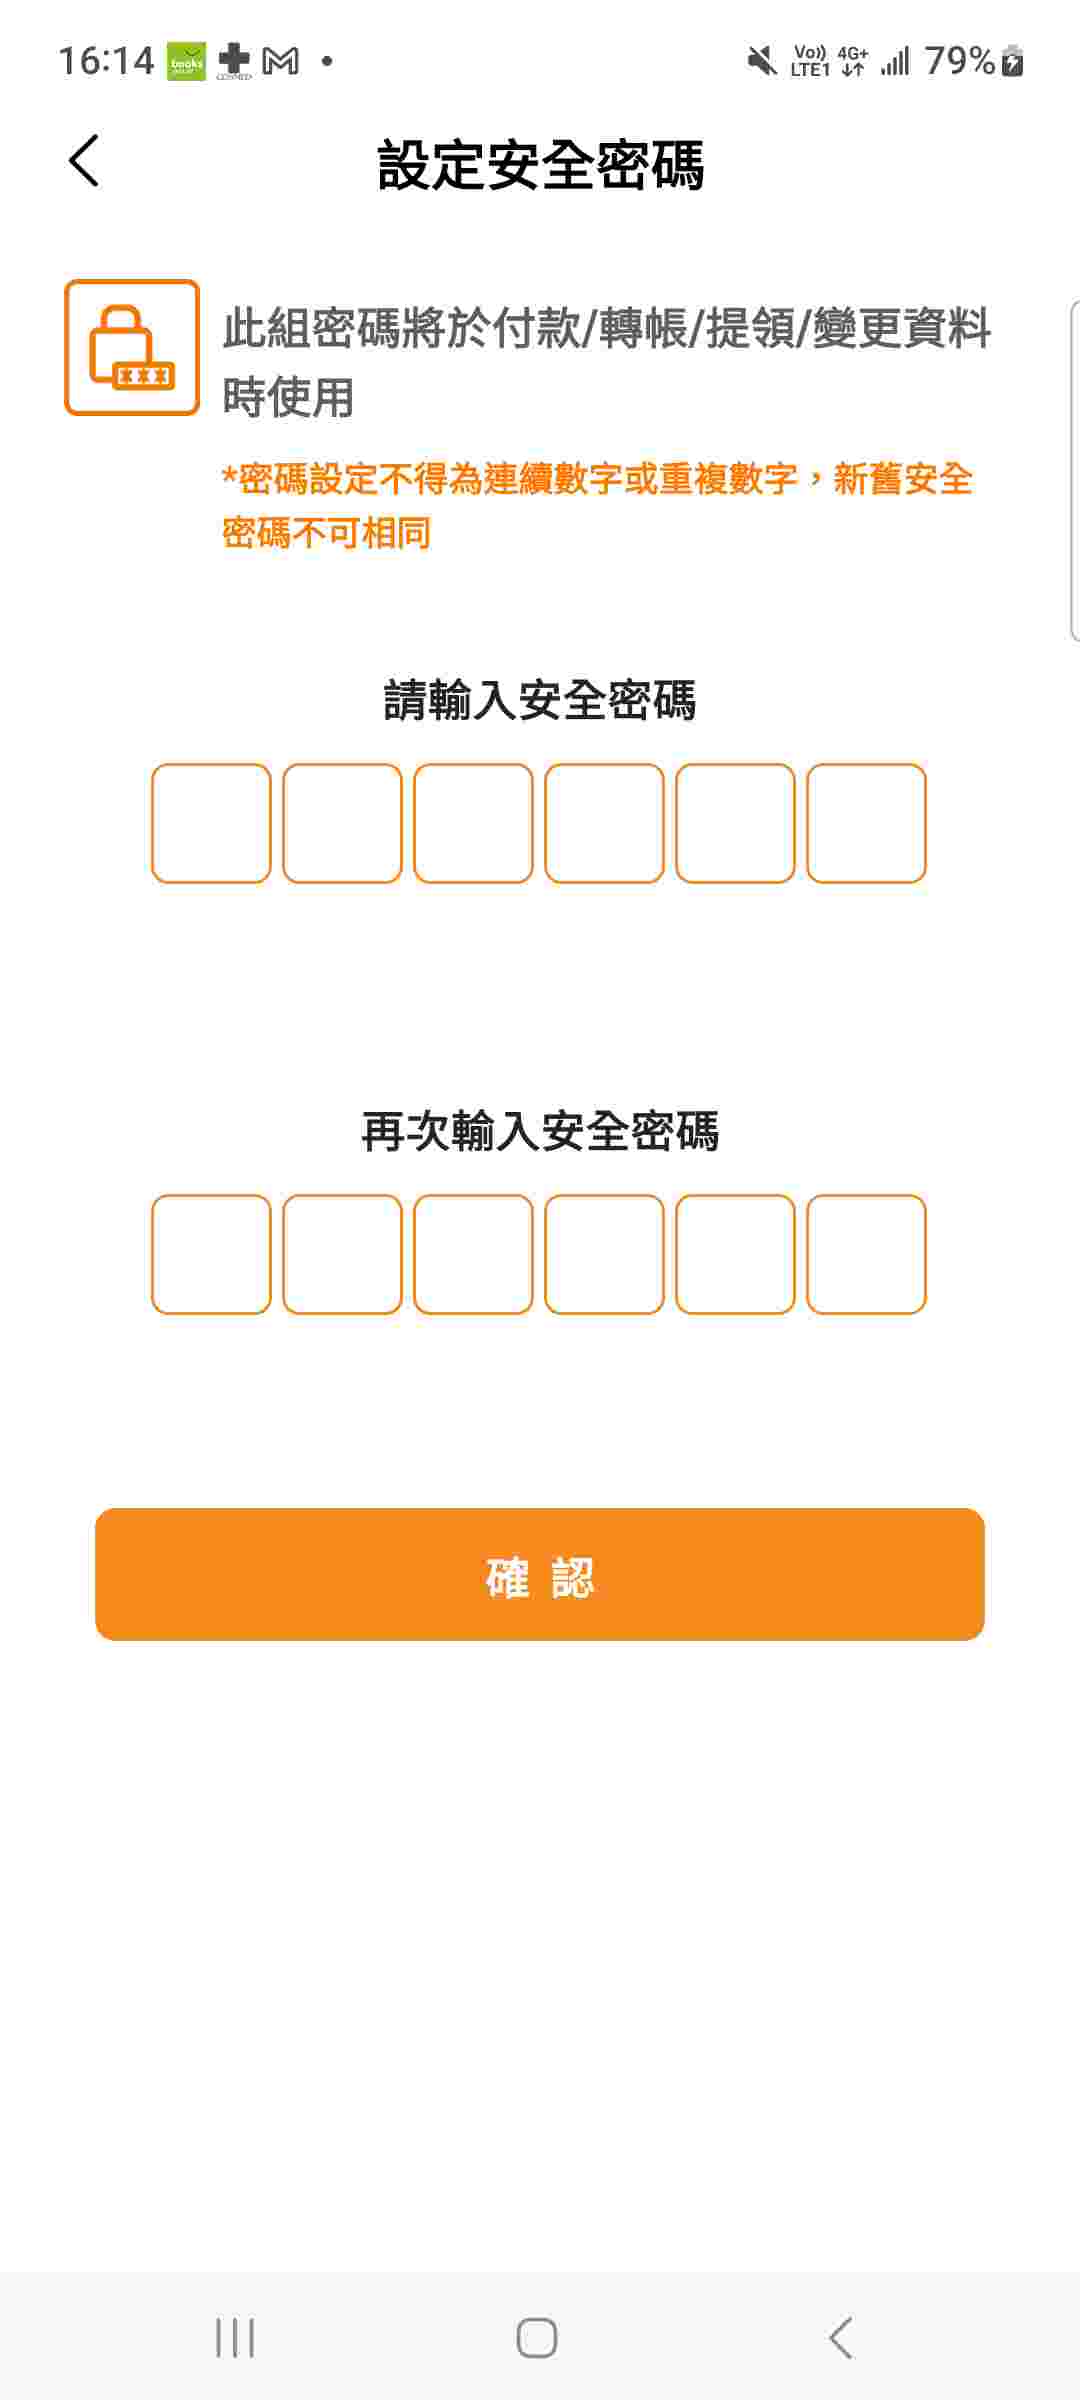 16:14
books
COSMED
Vo)) 4G+
LTE1
79%
設定安全密碼
***
此組密碼將於付款/轉帳/提領/變更資料
時使用
*密碼設定不得為連續數字或重複數字，新舊安全
密碼不可相同
請輸入安全密碼
再次輸入安全密碼
確 認